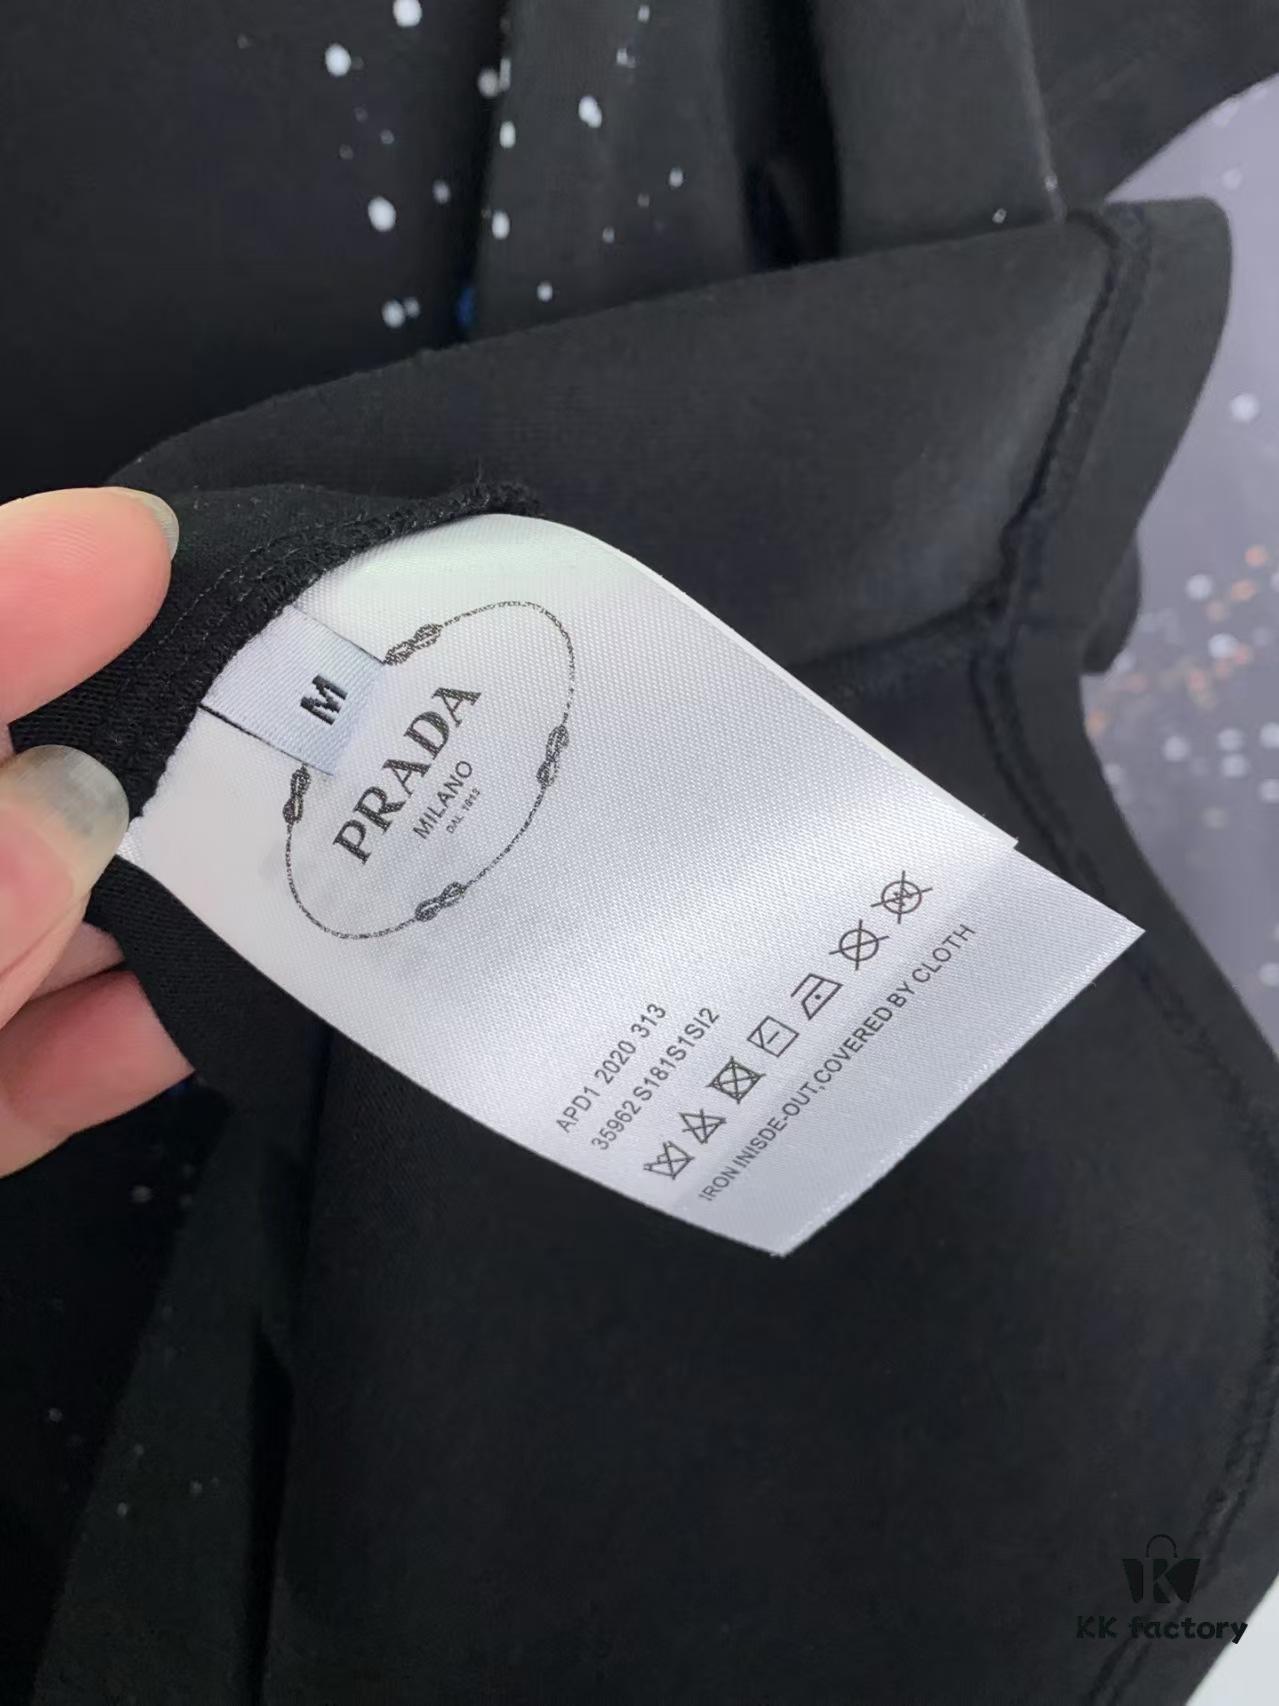 M
PRADA
MILANO
DAL 1913
APD1 2020 313
35962 S181S1SI2
IRON INISDE-OUT,COVERED BY CLOTH
KK factory